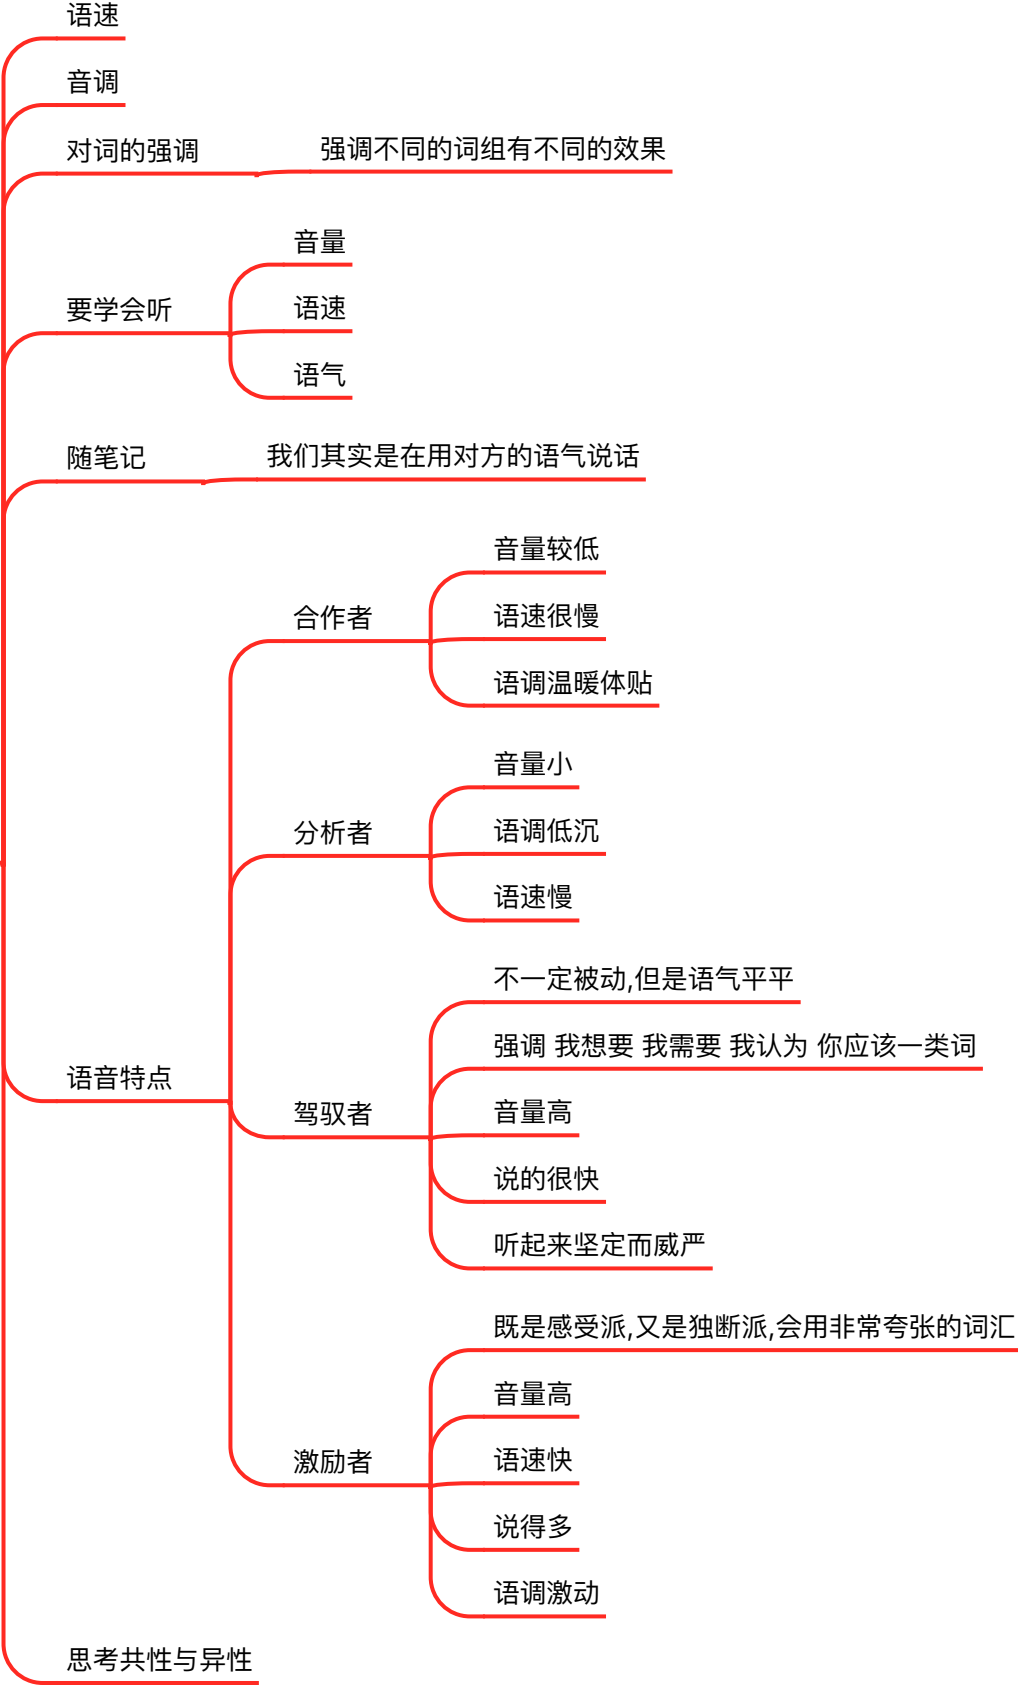 语速
音调
对词的强调
强调不同的词组有不同的效果
要学会听
音量
语速
语气
随笔记
我们其实是在用对方的语气说话
语音特点
合作者
音量较低
语速很慢
语调温暖体贴
分析者
音量小
语调低沉
语速慢
驾驭者
不一定被动,但是语气平平
强调 我想要 我需要 我认为 你应该一类词
音量高
说的很快
听起来坚定而威严
激励者
既是感受派,又是独断派,会用非常夸张的词汇
音量高
语速快
说得多
语调激动
思考共性与异性